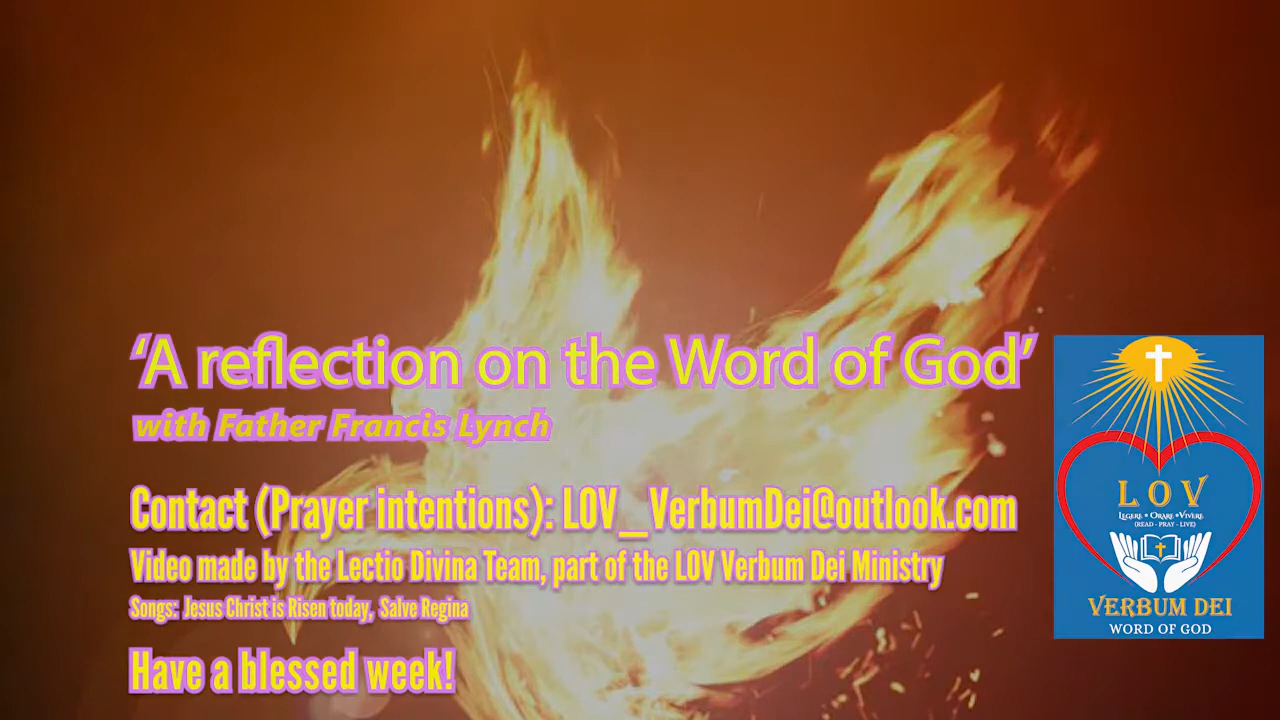 ‘A reflection on the Word of God’
with Father Francis Lynch
Contact (Prayer intentions): LOV_VerbumDei@outlook.com
Video made by the Lectio Divina Team, part of the LOV Verbum Dei Ministry
Songs: Jesus Christ is Risen today, Salve Regina
Have a blessed week!
L O V
Legere • Orare • Vivere
(READ - PRAY - LIVE)
VERBUM DEI
WORD OF GOD